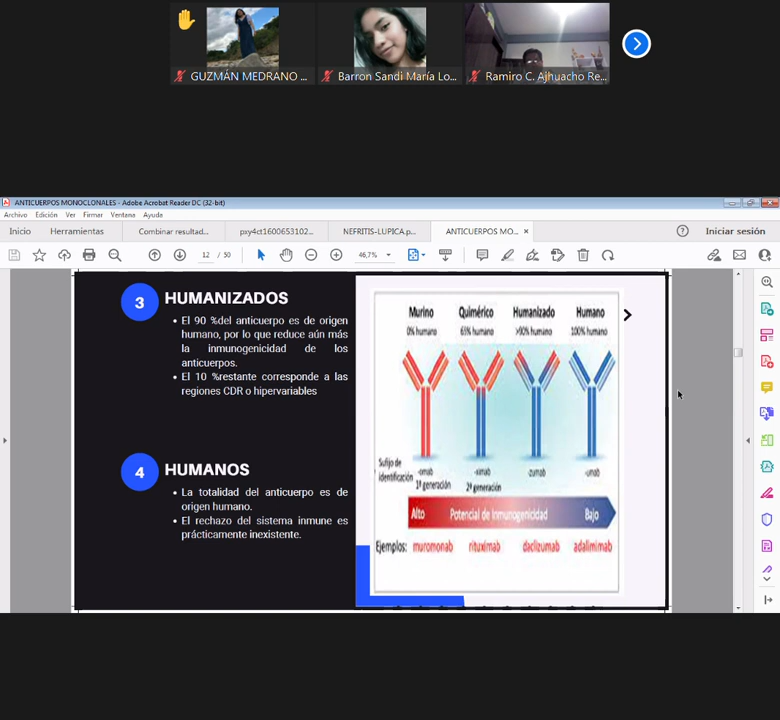 GUZMÁN MEDRANO ...
Barron Sandi María Lo...
Ramiro C. Ajhuacho Re...
ANTICUERPOS MONOCLONALES - Adobe Acrobat Reader DC (32-bit)
Archivo Edición Ver Firmar Ventana Ayuda
Inicio Herramientas Combinar resultad... psy4ct1600653102... NEFRITIS-LUPICA.p... ANTICUERPOS MO... × Iniciar sesión
12 / 50 46,7%
3 HUMANIZADOS
• El 90 %del anticuerpo es de origen
humano, por lo que reduce aún más
la inmunogenicidad de los
anticuerpos.
• El 10 %restante corresponde a las
regiones CDR o hipervariables
4 HUMANOS
• La totalidad del anticuerpo es de
origen humano.
• El rechazo del sistema inmune es
prácticamente inexistente.
Murino Quimérico Humanizado Humano
0% humano 65% humano >90% humano 100% humano
Sufijo de
identificación
-omab -ximab -zumab -umab
1ª generación 2ª generación
Alto Potencial de Inmunogenicidad Bajo
Ejemplos: muromonab rituximab daclizumab adalimimab